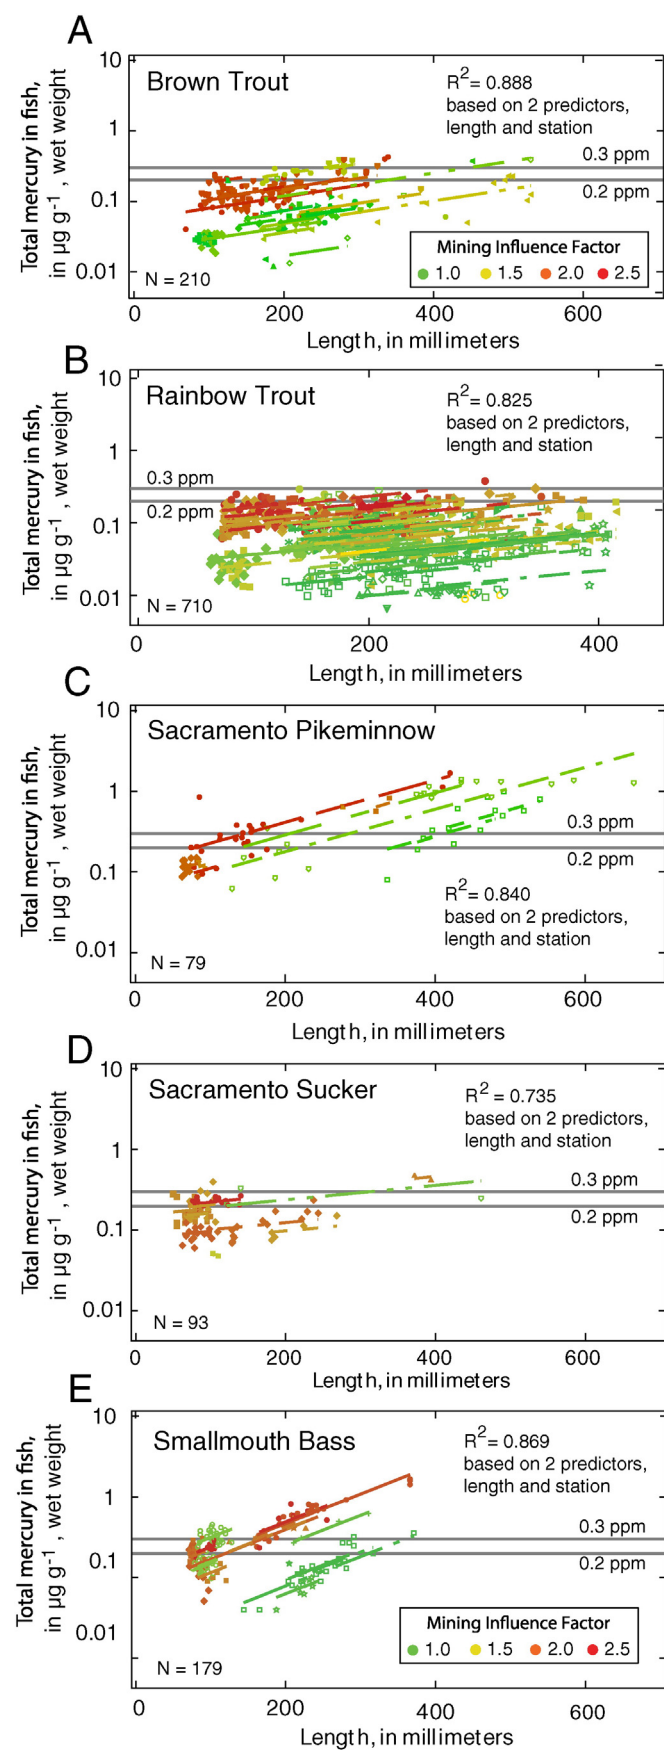 A
Total mercury in fish,
in µg g-1 , wet weight
10
1
0.1
0.01
Brown Trout
R2= 0.888
based on 2 predictors,
length and station
0.3 ppm
0.2 ppm
Mining Influence Factor
1.0 1.5 2.0 2.5
N = 210
0 200 400 600
Length, in millimeters
B
Total mercury in fish,
in µg g-1 , wet weight
10
1
0.1
0.01
Rainbow Trout
R2= 0.825
based on 2 predictors,
length and station
0.3 ppm
0.2 ppm
N = 710
0 200 400
Length, in millimeters
C
Total mercury in fish,
in µg g-1 , wet weight
10
1
0.1
0.01
Sacramento Pikeminnow
0.3 ppm
0.2 ppm
R2= 0.840
based on 2 predictors,
length and station
N = 79
0 200 400 600
Length, in millimeters
D
Total mercury in fish,
in µg g-1 , wet weight
10
1
0.1
0.01
Sacramento Sucker
R2 = 0.735
based on 2 predictors,
length and station
0.3 ppm
0.2 ppm
N = 93
0 200 400 600
Length, in millimeters
E
Total mercury in fish,
in µg g-1 , wet weight
10
1
0.1
0.01
Smallmouth Bass
R2= 0.869
based on 2 predictors,
length and station
0.3 ppm
0.2 ppm
Mining Influence Factor
1.0 1.5 2.0 2.5
N = 179
0 200 400 600
Length, in millimeters